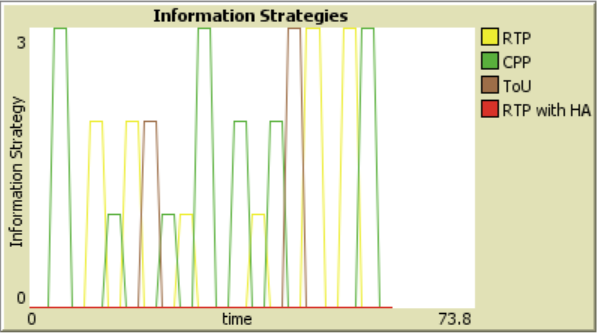 Information Strategies
3
Information Strategy
0
0
time
73.8
RTP
CPP
ToU
RTP with HA